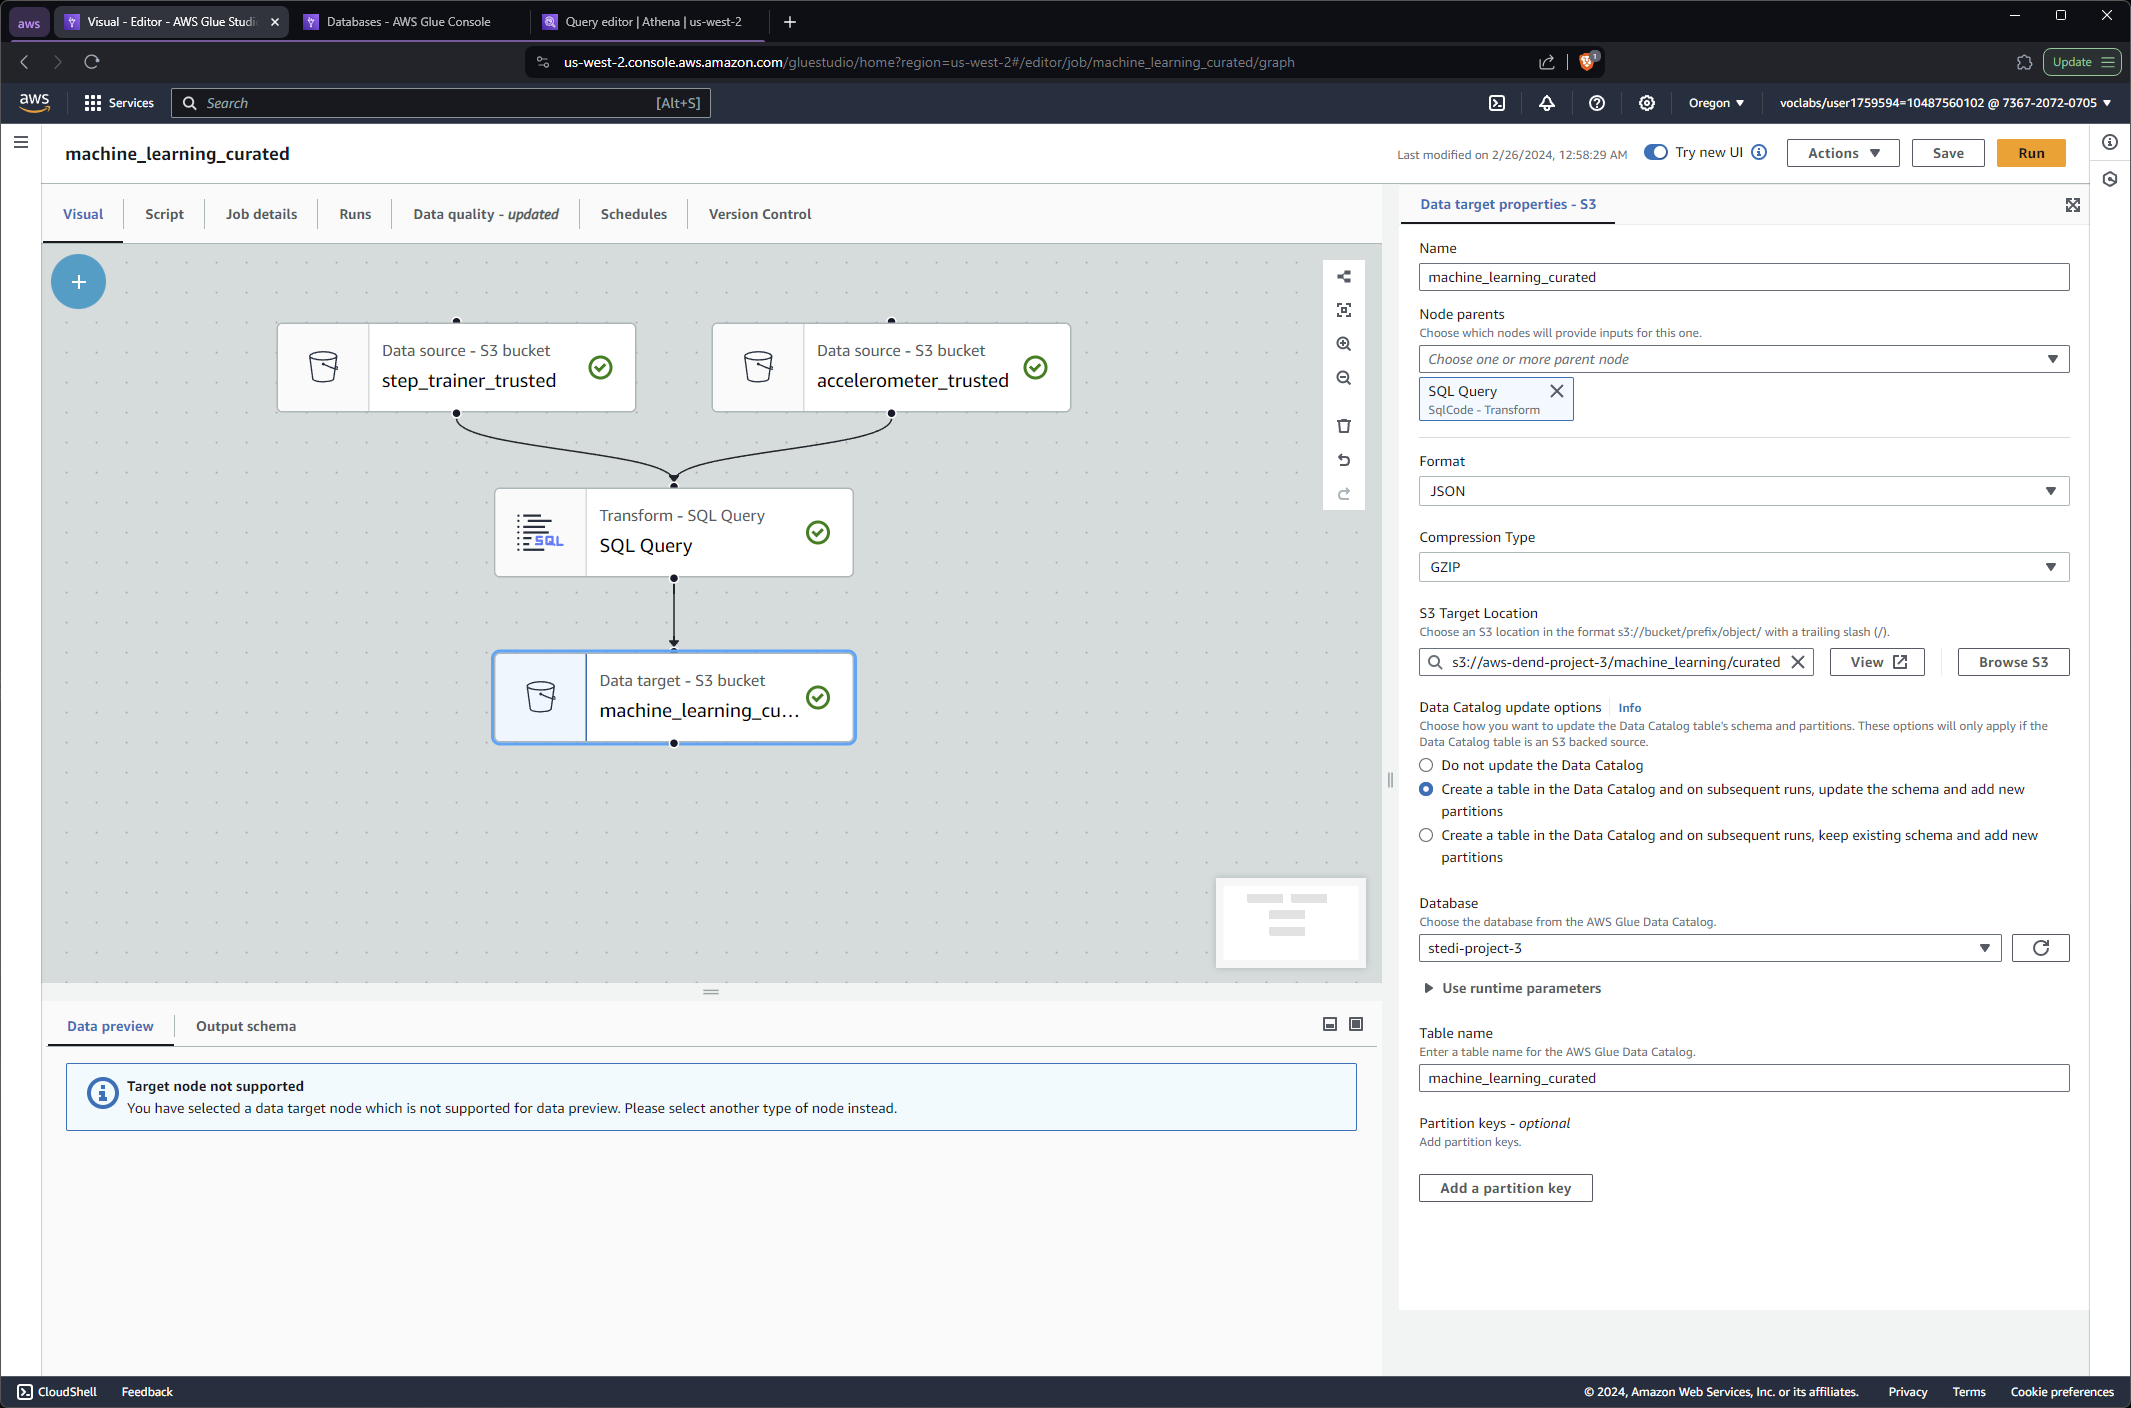 aws
Visual - Editor - AWS Glue Studio
Databases - AWS Glue Console
Query editor | Athena | us-west-2
us-west-2.console.aws.amazon.com/gluestudio/home?region=us-west-2#/editor/job/machine_learning_curated/graph
1
Update
aws
Services
Search
[Alt+S]
Oregon
voclabs/user1759594=10487560102 @ 7367-2072-0705
machine_learning_curated
Last modified on 2/26/2024, 12:58:29 AM
Try new UI
Actions
Save
Run
Visual
Script
Job details
Runs
Data quality - updated
Schedules
Version Control
Data source - S3 bucket
step_trainer_trusted
Data source - S3 bucket
accelerometer_trusted
SQL
Transform - SQL Query
SQL Query
Data target - S3 bucket
machine_learning_cu...
Data preview
Output schema
Target node not supported
You have selected a data target node which is not supported for data preview. Please select another type of node instead.
Data target properties - S3
Name
machine_learning_curated
Node parents
Choose which nodes will provide inputs for this one.
Choose one or more parent node
SQL Query
SqlCode - Transform
Format
JSON
Compression Type
GZIP
S3 Target Location
Choose an S3 location in the format s3://bucket/prefix/object/ with a trailing slash (/).
s3://aws-dend-project-3/machine_learning/curated
View
Browse S3
Data Catalog update options
Info
Choose how you want to update the Data Catalog table's schema and partitions. These options will only apply if the
Data Catalog table is an S3 backed source.
Do not update the Data Catalog
Create a table in the Data Catalog and on subsequent runs, update the schema and add new
partitions
Create a table in the Data Catalog and on subsequent runs, keep existing schema and add new
partitions
Database
Choose the database from the AWS Glue Data Catalog.
stedi-project-3
Use runtime parameters
Table name
Enter a table name for the AWS Glue Data Catalog.
machine_learning_curated
Partition keys - optional
Add partition keys.
Add a partition key
CloudShell
Feedback
© 2024, Amazon Web Services, Inc. or its affiliates.
Privacy
Terms
Cookie preferences